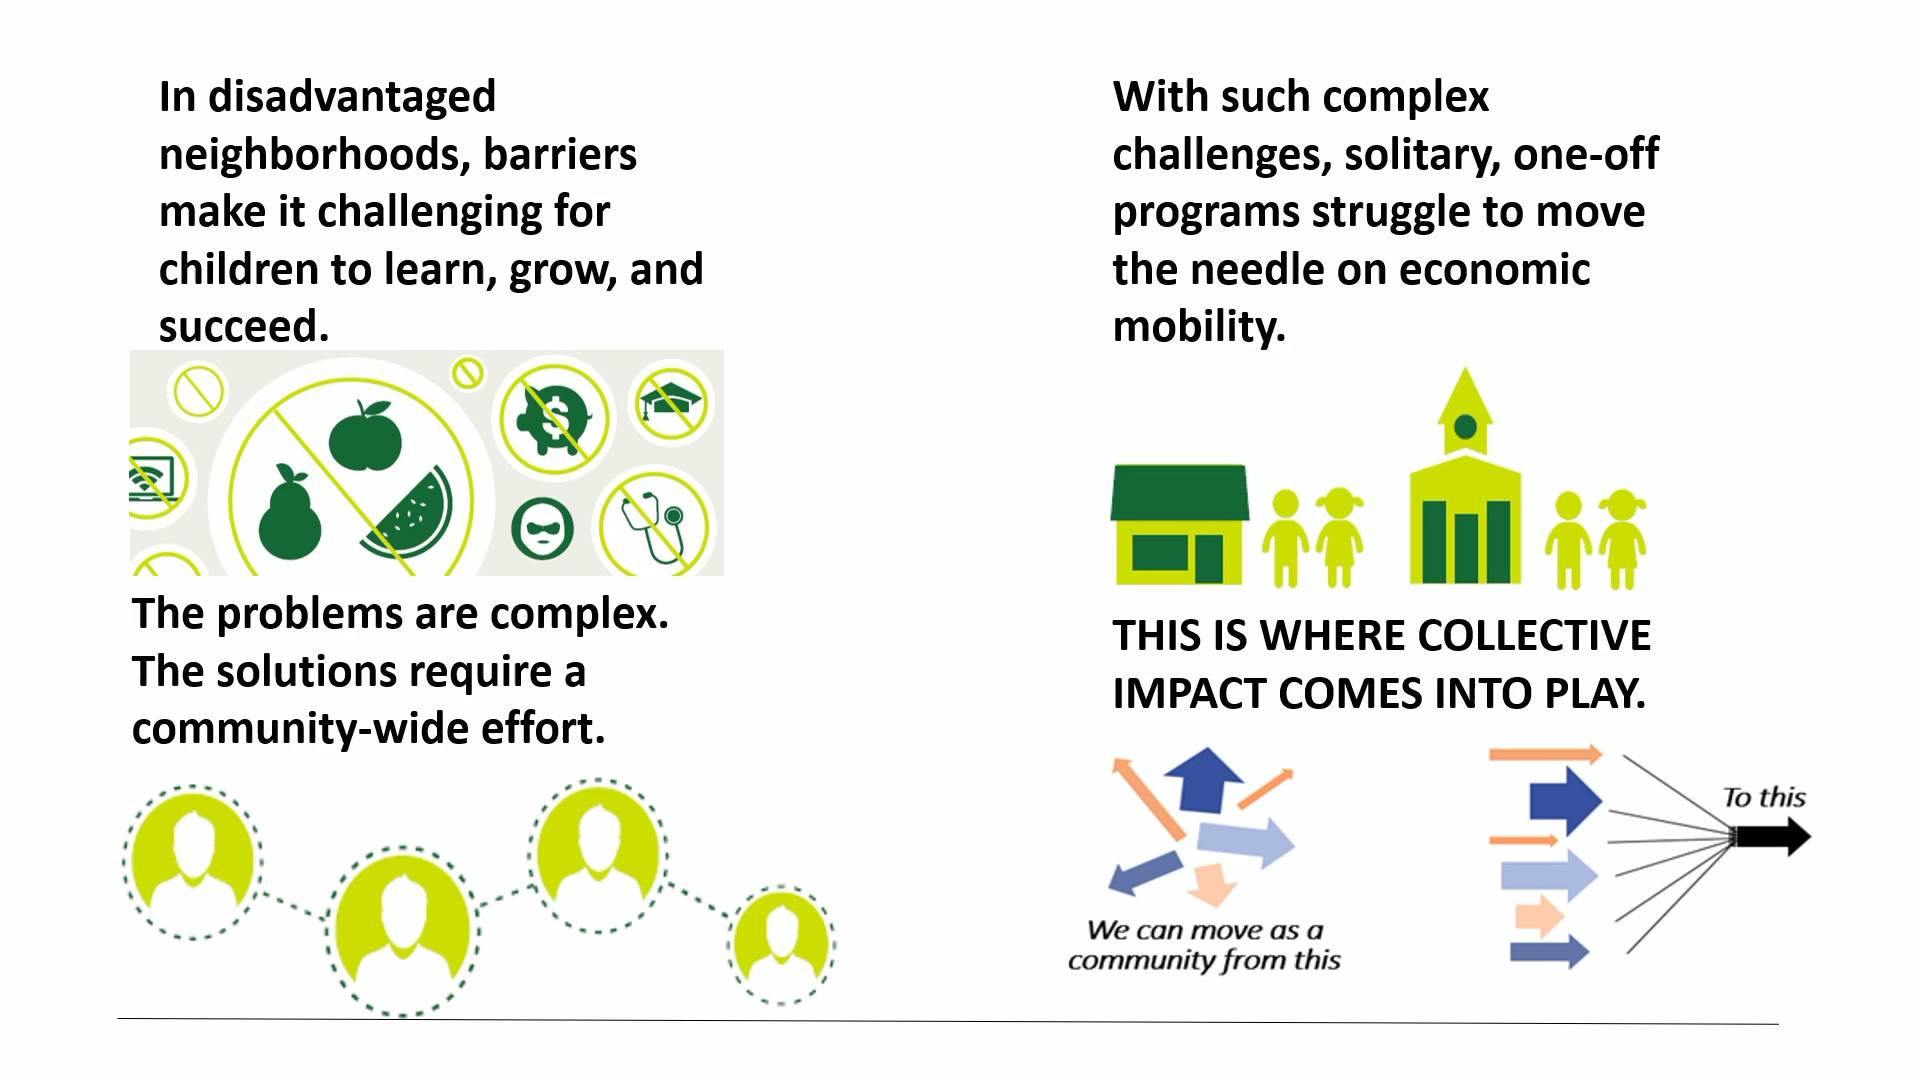 In disadvantaged
neighborhoods, barriers
make it challenging for
children to learn, grow, and
succeed.
The problems are complex.
The solutions require a
community-wide effort.
With such complex
challenges, solitary, one-off
programs struggle to move
the needle on economic
mobility.
THIS IS WHERE COLLECTIVE
IMPACT COMES INTO PLAY.
We can move as a
community from this
To this